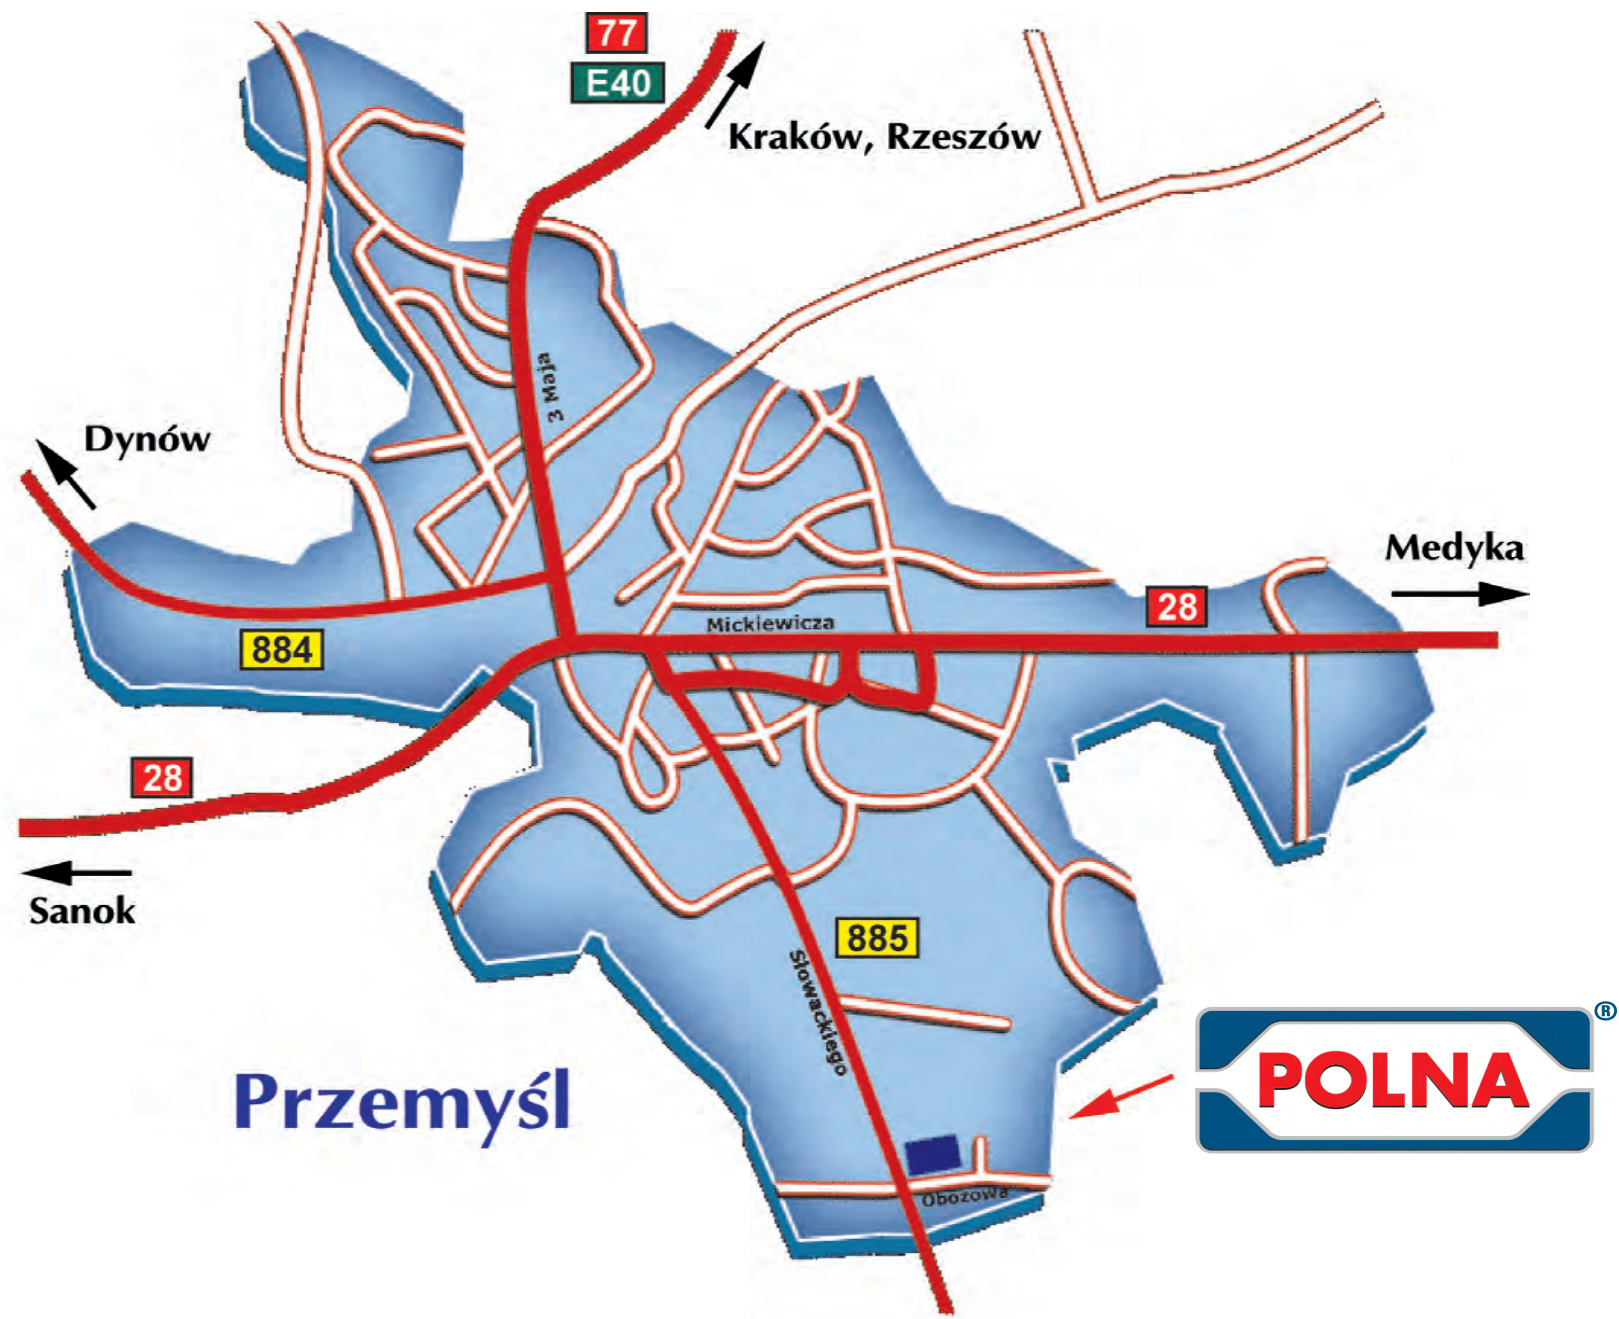 77
E40
Kraków, Rzeszów
3 Maja
Dynów
Medyka
28
Mickiewicza
884
28
Sanok
885
Słowackiego
Przemyśl
POLNA ®
Obozowa